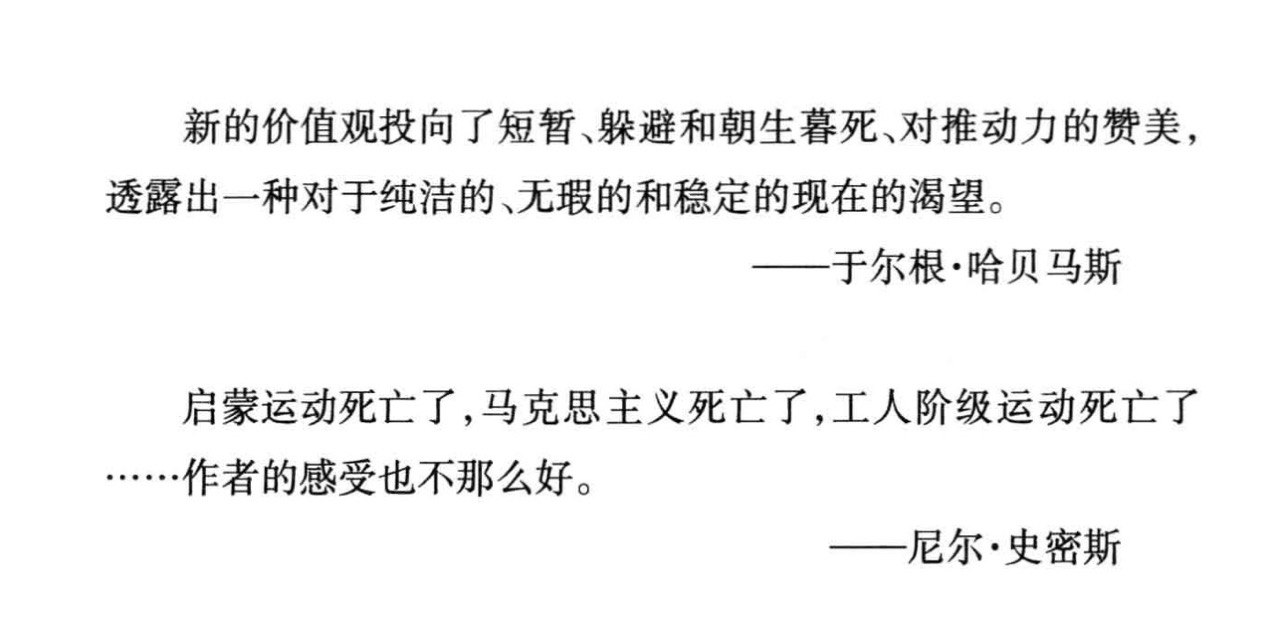 新的价值观投向了短暂、躲避和朝生暮死、对推动力的赞美，
透露出一种对于纯洁的、无瑕的和稳定的现在的渴望。
——于尔根·哈贝马斯
启蒙运动死亡了，马克思主义死亡了，工人阶级运动死亡了
……作者的感受也不那么好。
——尼尔·史密斯